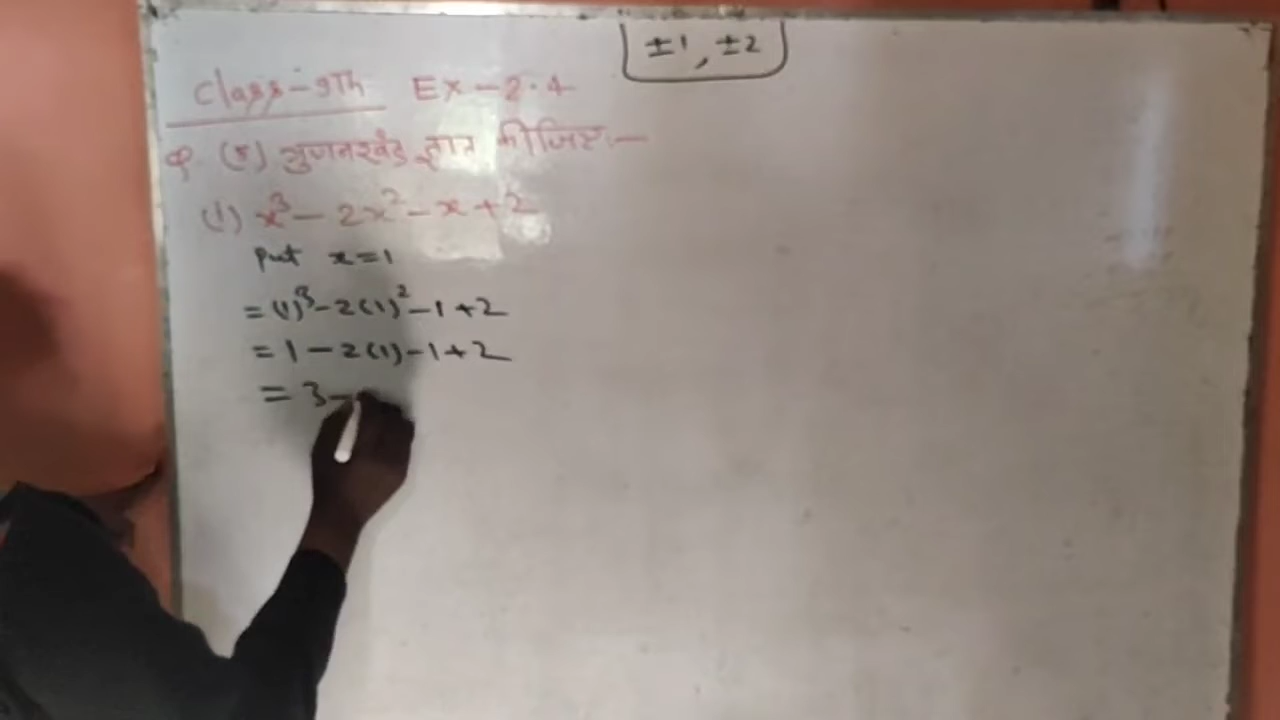 ±1, ±2
Class-9Th Ex-2.4
Q (5) गुणनखंड ज्ञात कीजिए:-
(1) x³ - 2x² - x + 2
Put x = 1
= (1)³ - 2(1)² - 1 + 2
= 1 - 2(1) - 1 + 2
= 3 -